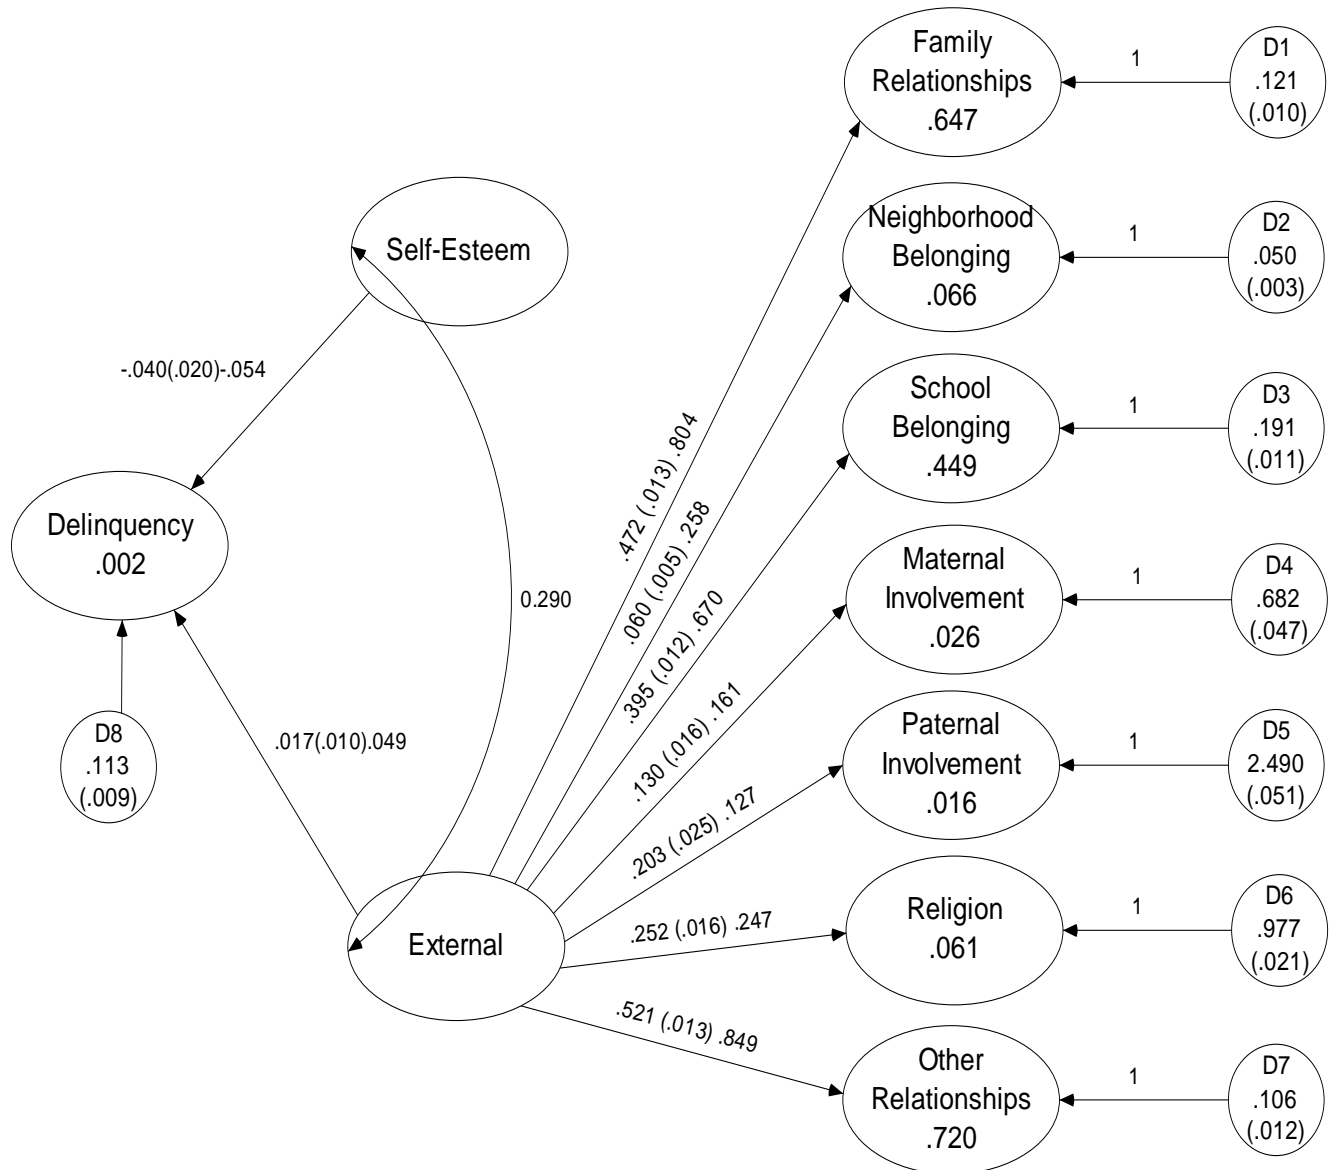 Family
Relationships
.647
1
D1
.121
(.010)
Neighborhood
Belonging
.066
1
D2
.050
(.003)
Self-Esteem
-.040(.020)-.054
School
Belonging
.449
1
D3
.191
(.011)
.472 (.013) .804
.060 (.005) .258
.395 (.012) .670
.130 (.016) .161
.203 (.025) .127
.252 (.016) .247
.521 (.013) .849
Delinquency
.002
0.290
Maternal
Involvement
.026
1
D4
.682
(.047)
D8
.113
(.009)
.017(.010).049
Paternal
Involvement
.016
1
D5
2.490
(.051)
External
Religion
.061
1
D6
.977
(.021)
Other
Relationships
.720
1
D7
.106
(.012)